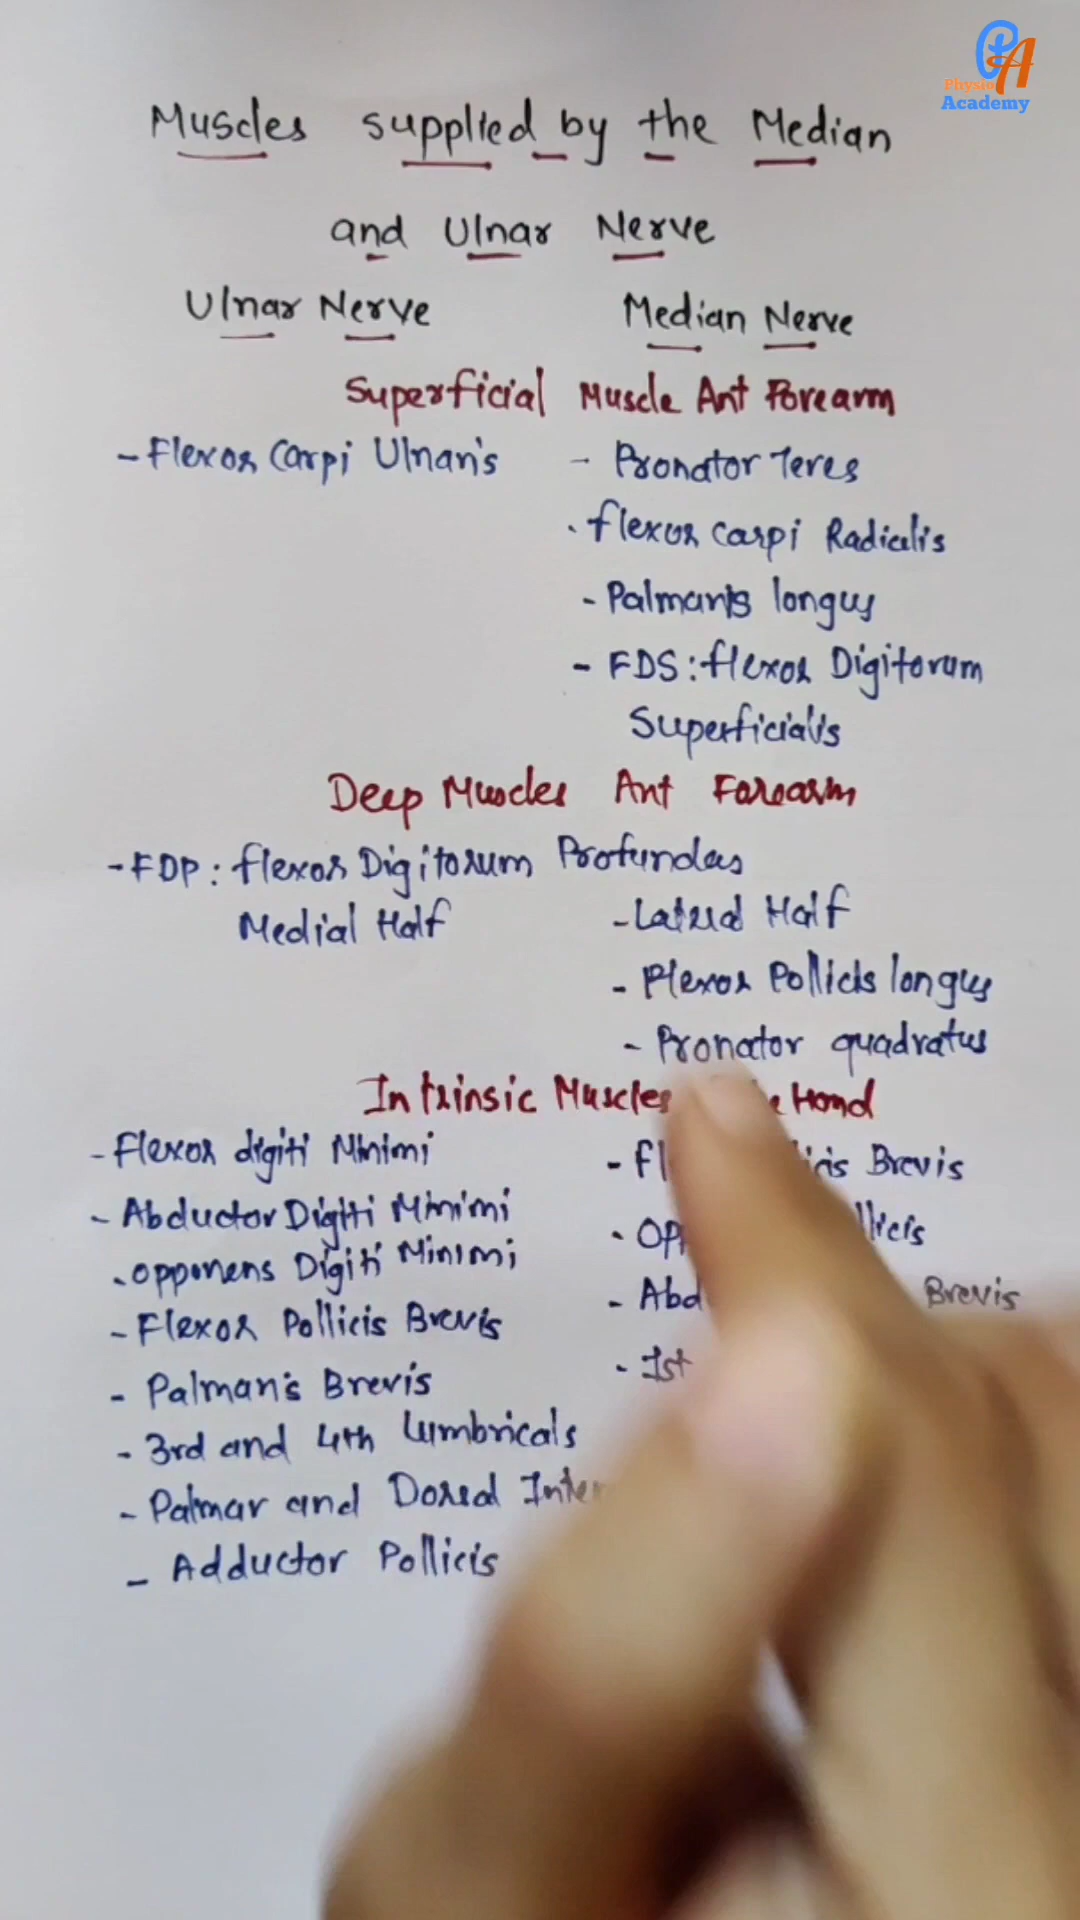 Physio
Academy
Muscles supplied by the Median
and Ulnar Nerve
Ulnar Nerve Median Nerve
Superficial Muscle Ant Forearm
- Flexor Carpi Ulnaris - Pronator Teres
. flexor carpi Radialis
- Palmaris longus
- FDS : flexor Digitorum
Superficialis
Deep Muscles Ant Forearm
- FDP : flexor Digitorum Profundas
Medial Half - Lateral Half
- Flexor Pollicis longus
- Pronator quadratus
Intrinsic Muscles Hand
- Flexor digiti Minimi Brevis
- Abductor Digiti Minimi
. opponens Digiti Minimi Brevis
- Flexor Pollicis Brevis . Ist
- Palmaris Brevis
- 3rd and 4th lumbricals
- Palmar and Dorsal
- Adductor Pollicis